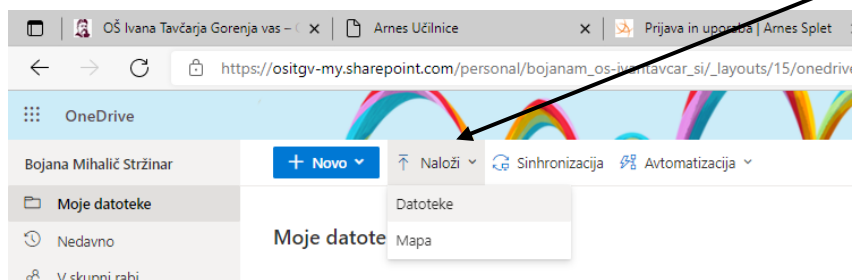 OŠ Ivana Tavčarja Gorenja vas – Arnes Učilnice Prijava in uporaba | Arnes Splet
https://ositgv-my.sharepoint.com/personal/bojanam_os-ivantavcar_si/_layouts/15/onedrive
OneDrive
Bojana Mihalič Stržinar + Novo Naloži Sinhronizacija Avtomatizacija
Moje datoteke Datoteke
Nedavno Moje datote Mapa
V skupni rabi